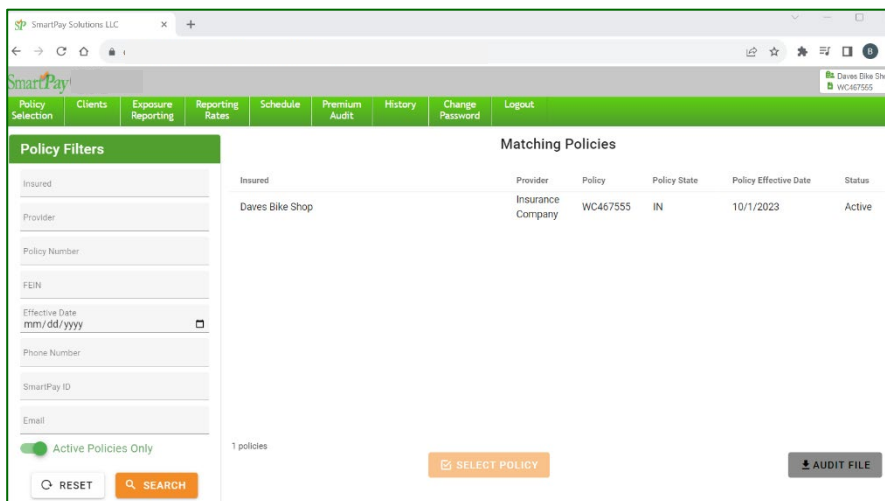 SmartPay Solutions LLC
SmartPay
Daves Bike Sho
WC467555
Policy Selection Clients Exposure Reporting Reporting Rates Schedule Premium Audit History Change Password Logout
Policy Filters
Matching Policies
Insured
Provider
Policy Number
FEIN
Effective Date
mm/dd/yyyy
Phone Number
SmartPay ID
Email
Active Policies Only
RESET SEARCH
Insured Provider Policy Policy State Policy Effective Date Status
Daves Bike Shop Insurance Company WC467555 IN 10/1/2023 Active
1 policies
SELECT POLICY
AUDIT FILE